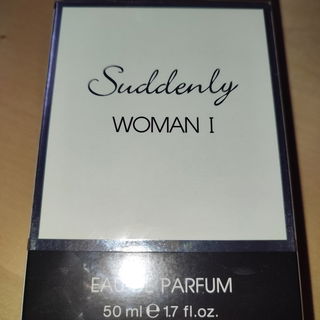 Suddenly
WOMAN I
EAU DE PARFUM
50 ml ℮ 1.7 fl.oz.